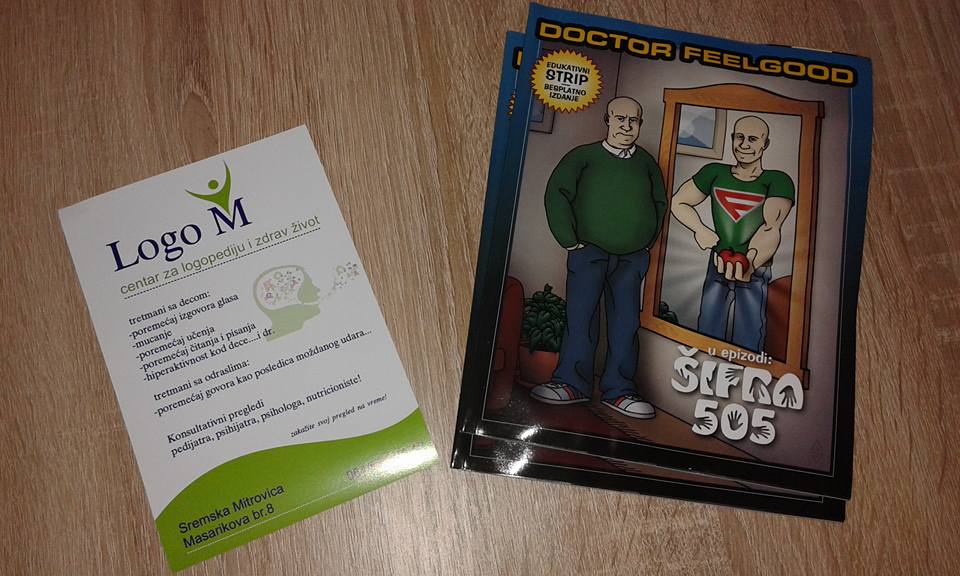 Logo M
centar za logopediju i zdrav život
tretmani sa decom:
-poremećaj izgovora glasa
.mucanje
-poremećaj učenja
-poremećaj čitanja i pisanja
-hiperaktivnost kod dece...i dr.
tretmani sa odraslima:
-poremećaj govora kao posledica moždanog udara...
Konsultativni pregledi
pedijatra, psihijatra, psihologa, nutricioniste!
zakažite svoj pregled na vreme!
Sremska Mitrovica
Masarikova br.8
DOCTOR FEELGOOD
EDUKATIVNI
STRIP
BESPLATNO
IZDANJE
u epizodi:
ŠIFRA
505